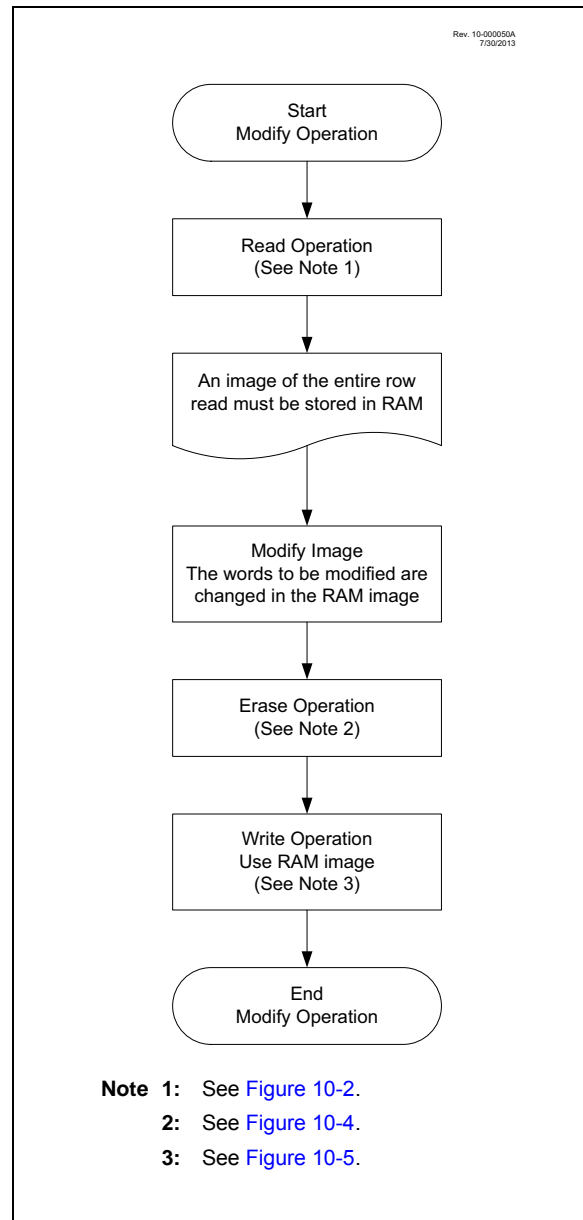 Rev. 10-000050A
7/30/2013
Start
Modify Operation
Read Operation
(See Note 1)
An image of the entire row
read must be stored in RAM
Modify Image
The words to be modified are
changed in the RAM image
Erase Operation
(See Note 2)
Write Operation
Use RAM image
(See Note 3)
End
Modify Operation
Note 1: See Figure 10-2.
2: See Figure 10-4.
3: See Figure 10-5.